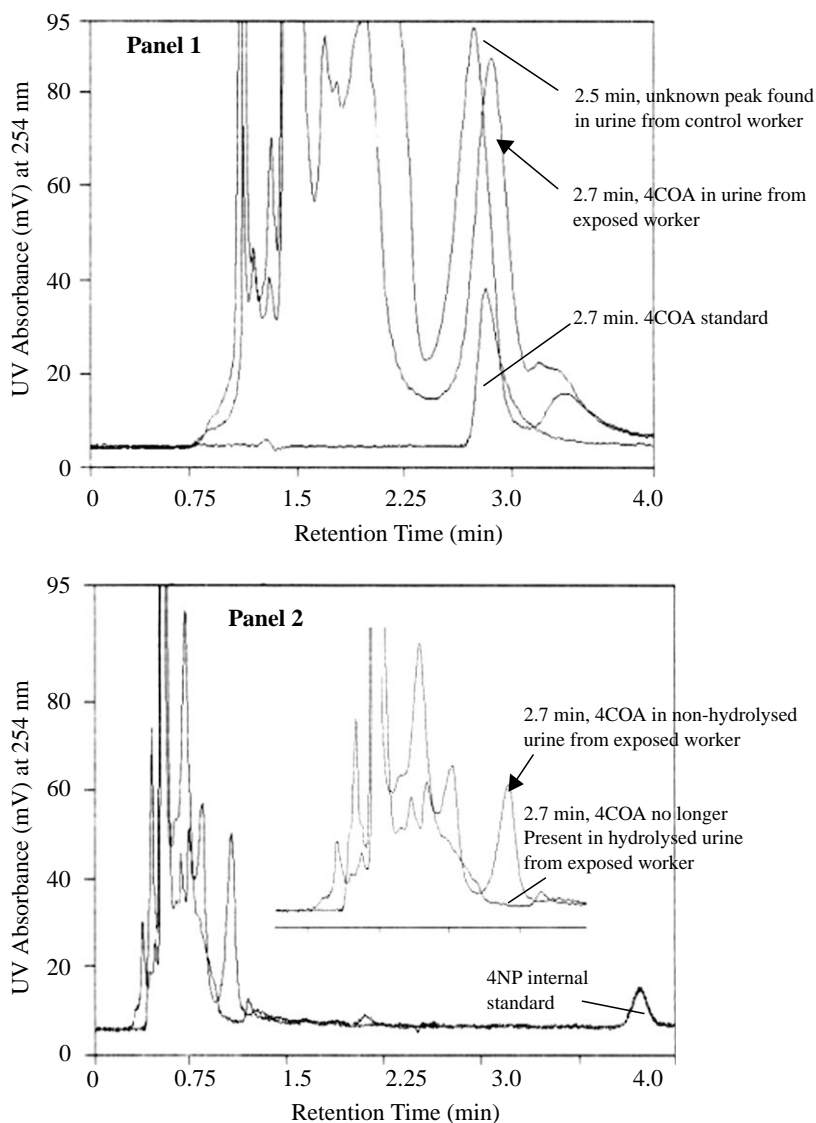 95
Panel 1
80
60
40
20
0
UV Absorbance (mV) at 254 nm
2.5 min, unknown peak found
in urine from control worker
2.7 min, 4COA in urine from
exposed worker
2.7 min. 4COA standard
0 0.75 1.5 2.25 3.0 4.0
Retention Time (min)
95
Panel 2
80
60
40
20
0
UV Absorbance (mV) at 254 nm
2.7 min, 4COA in non-hydrolysed
urine from exposed worker
2.7 min, 4COA no longer
Present in hydrolysed urine
from exposed worker
4NP internal
standard
0 0.75 1.5 2.25 3.0 4.0
Retention Time (min)